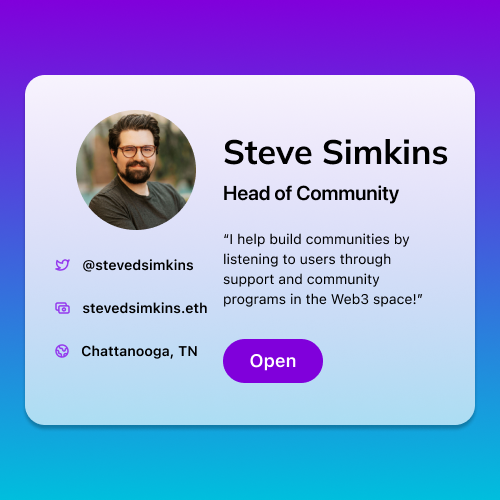 Steve Simkins
Head of Community
“I help build communities by
listening to users through
support and community
programs in the Web3 space!”
Open
@stevedsimkins
stevedsimkins.eth
Chattanooga, TN